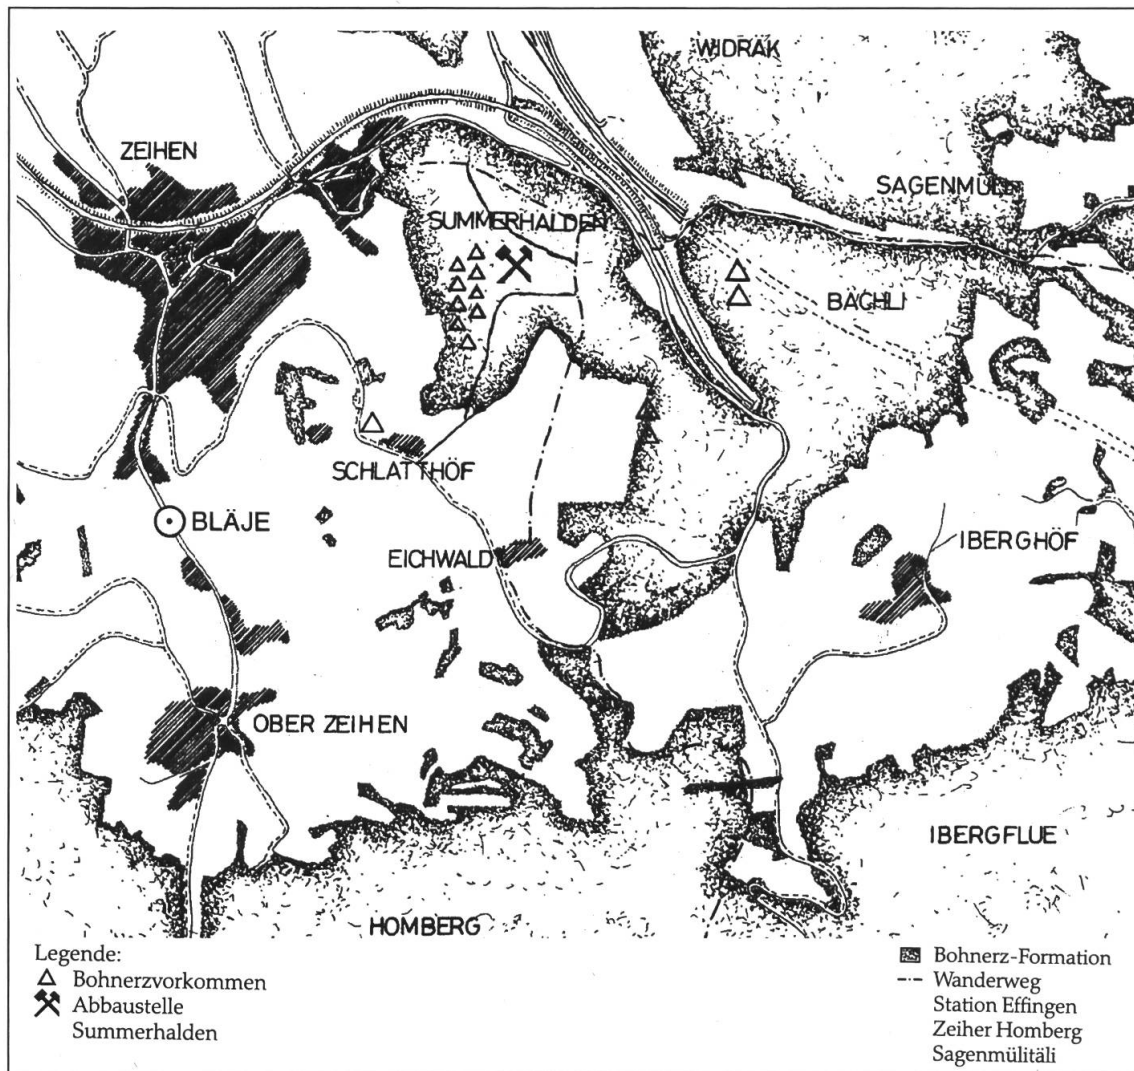 WIDRAK
ZEIHEN
SAGENMÜLI
SUMMERHALDEN
BÄCHLI
SCHLATTHÖF
BLÄJE
IBERGHÖF
EICHWALD
OBER ZEIHEN
IBERGFLUE
HOMBERG
Legende:
Bohnerzvorkommen
Abbaustelle
Summerhalden
Bohnerz-Formation
Wanderweg
Station Effingen
Zeiher Homberg
Sagenmülitäli